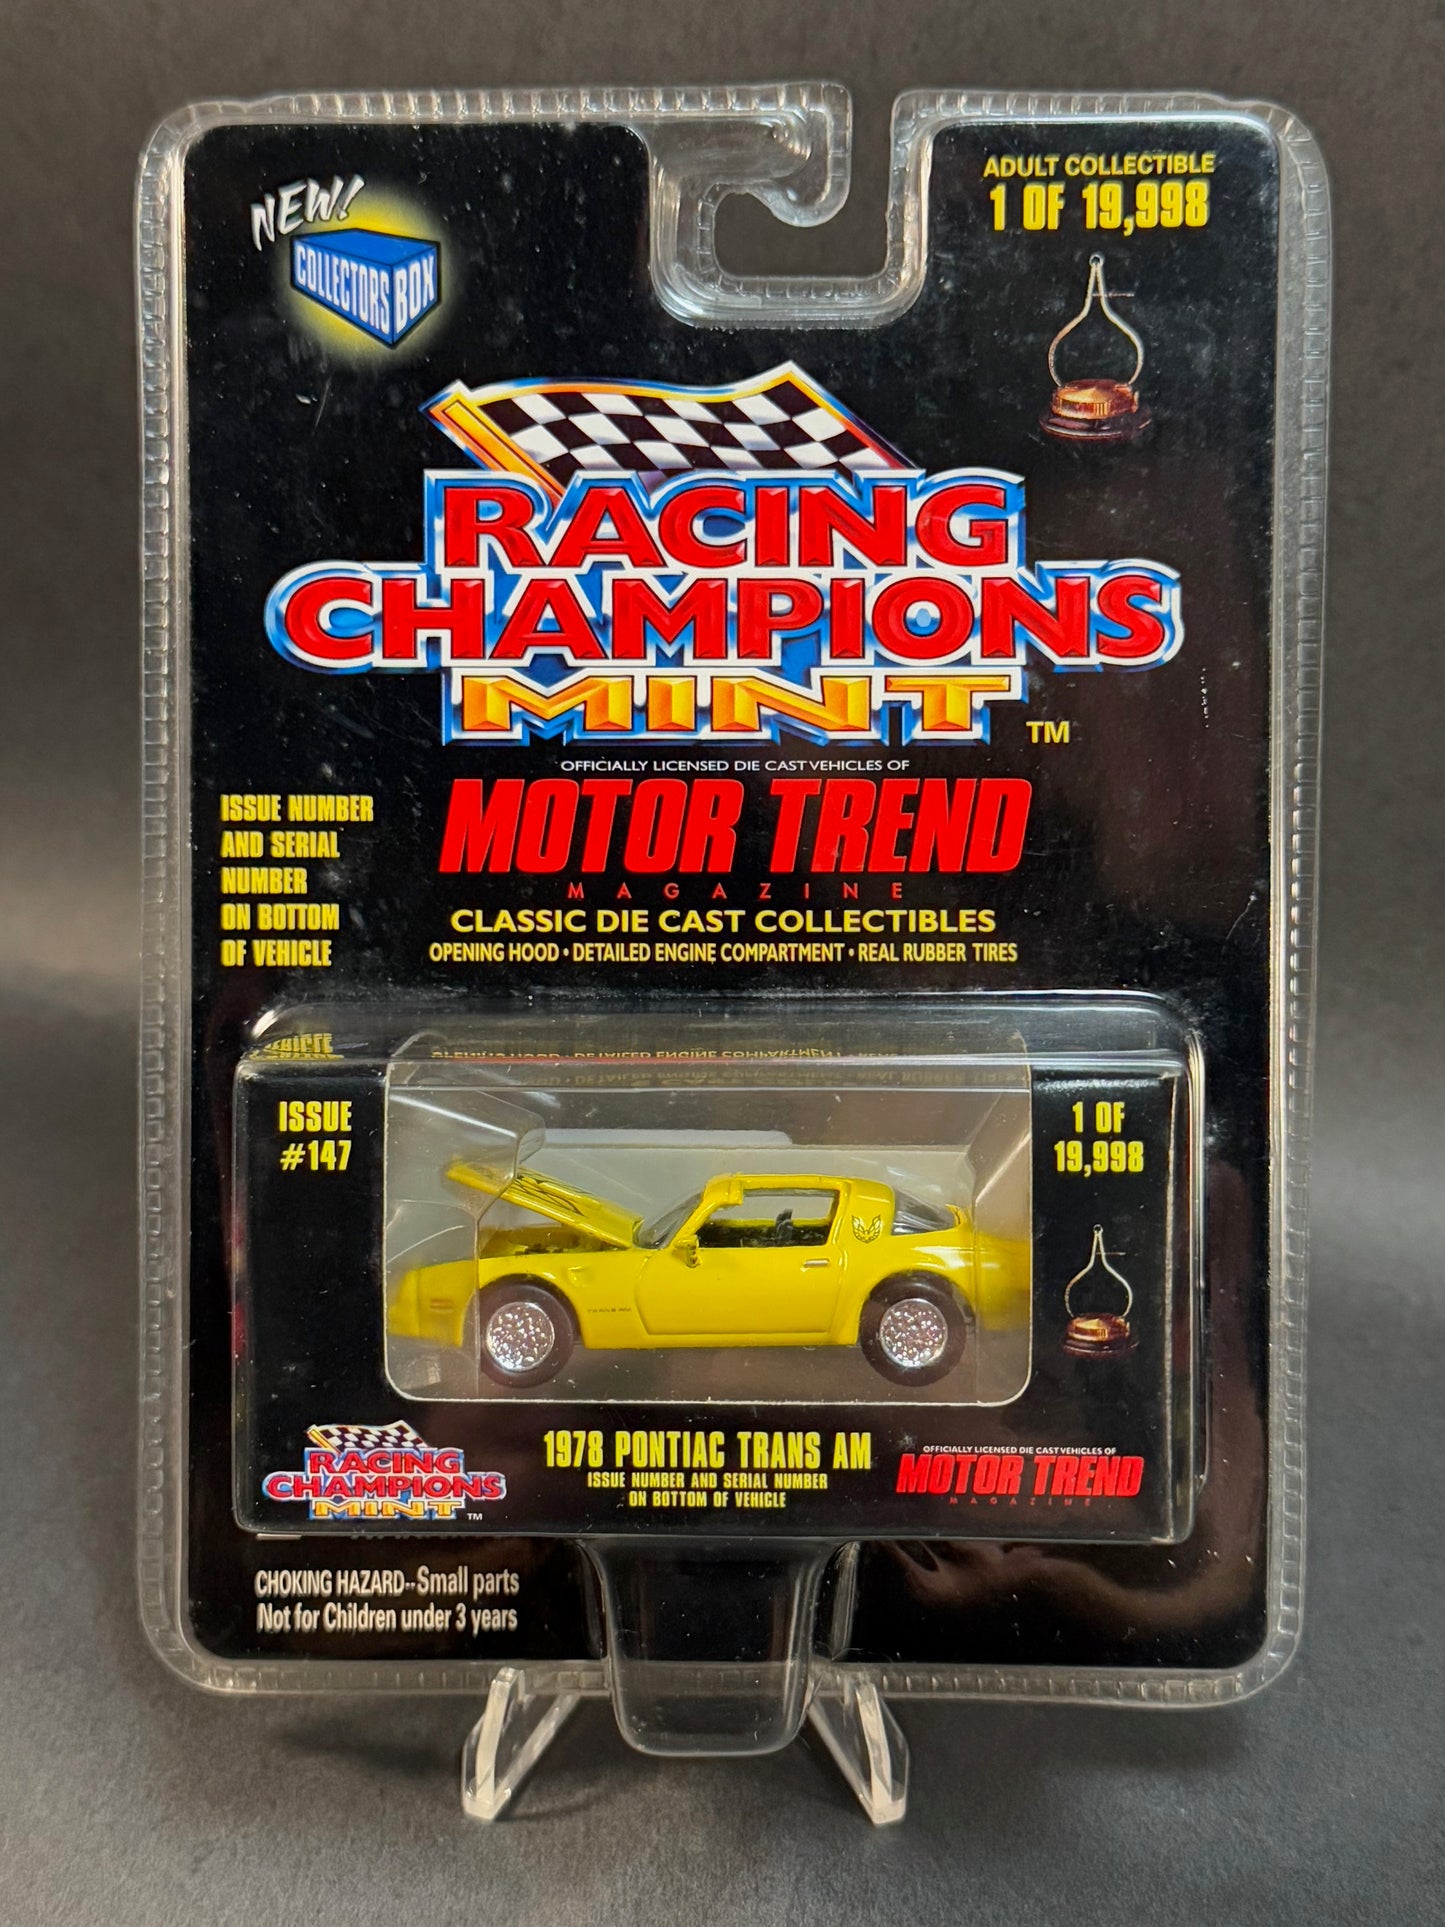 NEW!
COLLECTORS BOX
ADULT COLLECTIBLE
1 OF 19,998
RACING
CHAMPIONS
MINT TM
OFFICIALLY LICENSED DIE CAST VEHICLES OF
MOTOR TREND
MAGAZINE
CLASSIC DIE CAST COLLECTIBLES
OPENING HOOD • DETAILED ENGINE COMPARTMENT • REAL RUBBER TIRES
ISSUE NUMBER
AND SERIAL
NUMBER
ON BOTTOM
OF VEHICLE
ISSUE
#147
1 OF
19,998
TRANS AM
RACING
CHAMPIONS
MINT TM
1978 PONTIAC TRANS AM
ISSUE NUMBER AND SERIAL NUMBER
ON BOTTOM OF VEHICLE
OFFICIALLY LICENSED DIE CAST VEHICLES OF
MOTOR TREND
MAGAZINE
CHOKING HAZARD--Small parts
Not for Children under 3 years